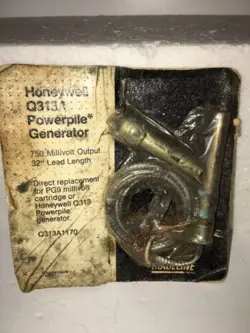 Honeywell
Q313A
Powerpile*
Generator
750 Millivolt Output
32" Lead Length
Direct replacement
for PG9 millivolt
cartridge or
Honeywell Q313
Powerpile
generator.
Q313A1170
TRADELINE